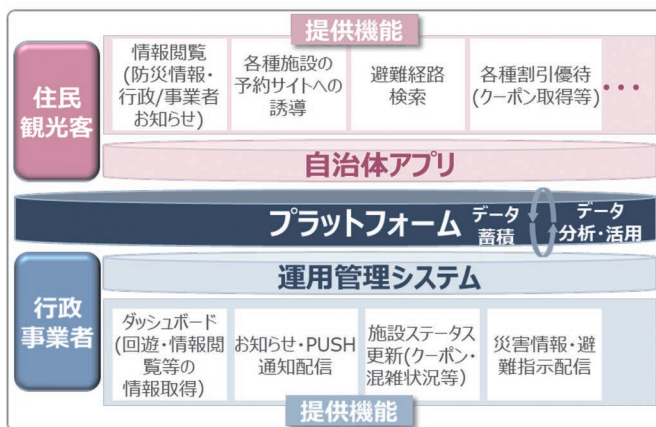 提供機能
住民
観光客
情報閲覧
(防災情報・
行政/事業者
お知らせ)
各種施設の
予約サイトへの
誘導
避難経路
検索
各種割引優待
(クーポン取得等)
・・・
自治体アプリ
プラットフォーム
データ
蓄積
データ
分析・活用
運用管理システム
行政
事業者
ダッシュボード
(回遊・情報閲
覧等の
情報取得)
お知らせ・PUSH
通知配信
施設ステータス
更新(クーポン・
混雑状況等)
災害情報・避
難指示配信
提供機能